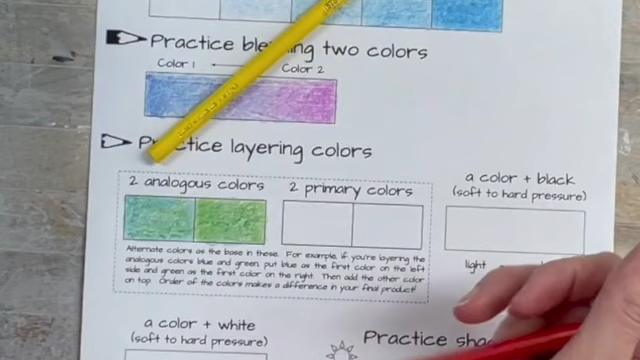 Practice blending two colors
Color 1
Color 2
Practice layering colors
2 analogous colors
2 primary colors
a color + black
(soft to hard pressure)
Alternate colors as the base in these. For example, if you're layering the
analogous colors blue and green, put blue as the first color on the left
side and green as the first color on the right. Then add the other color
on top. Order of the colors makes a difference in your final product!
light
a color + white
(soft to hard pressure)
Practice